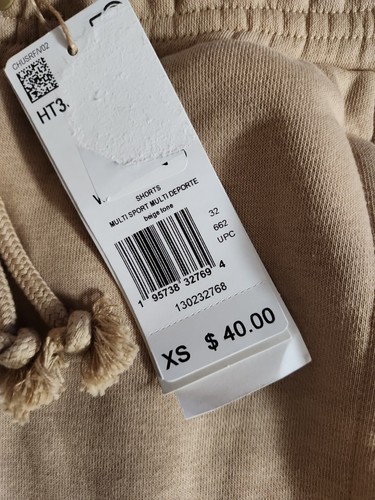 CHUSRF/V02
HT3.
SHORTS
MULTI SPORT MULTI DEPORTE
beige tone
32
662
UPC
1 95738 32769 4
130232768
XS $ 40.00